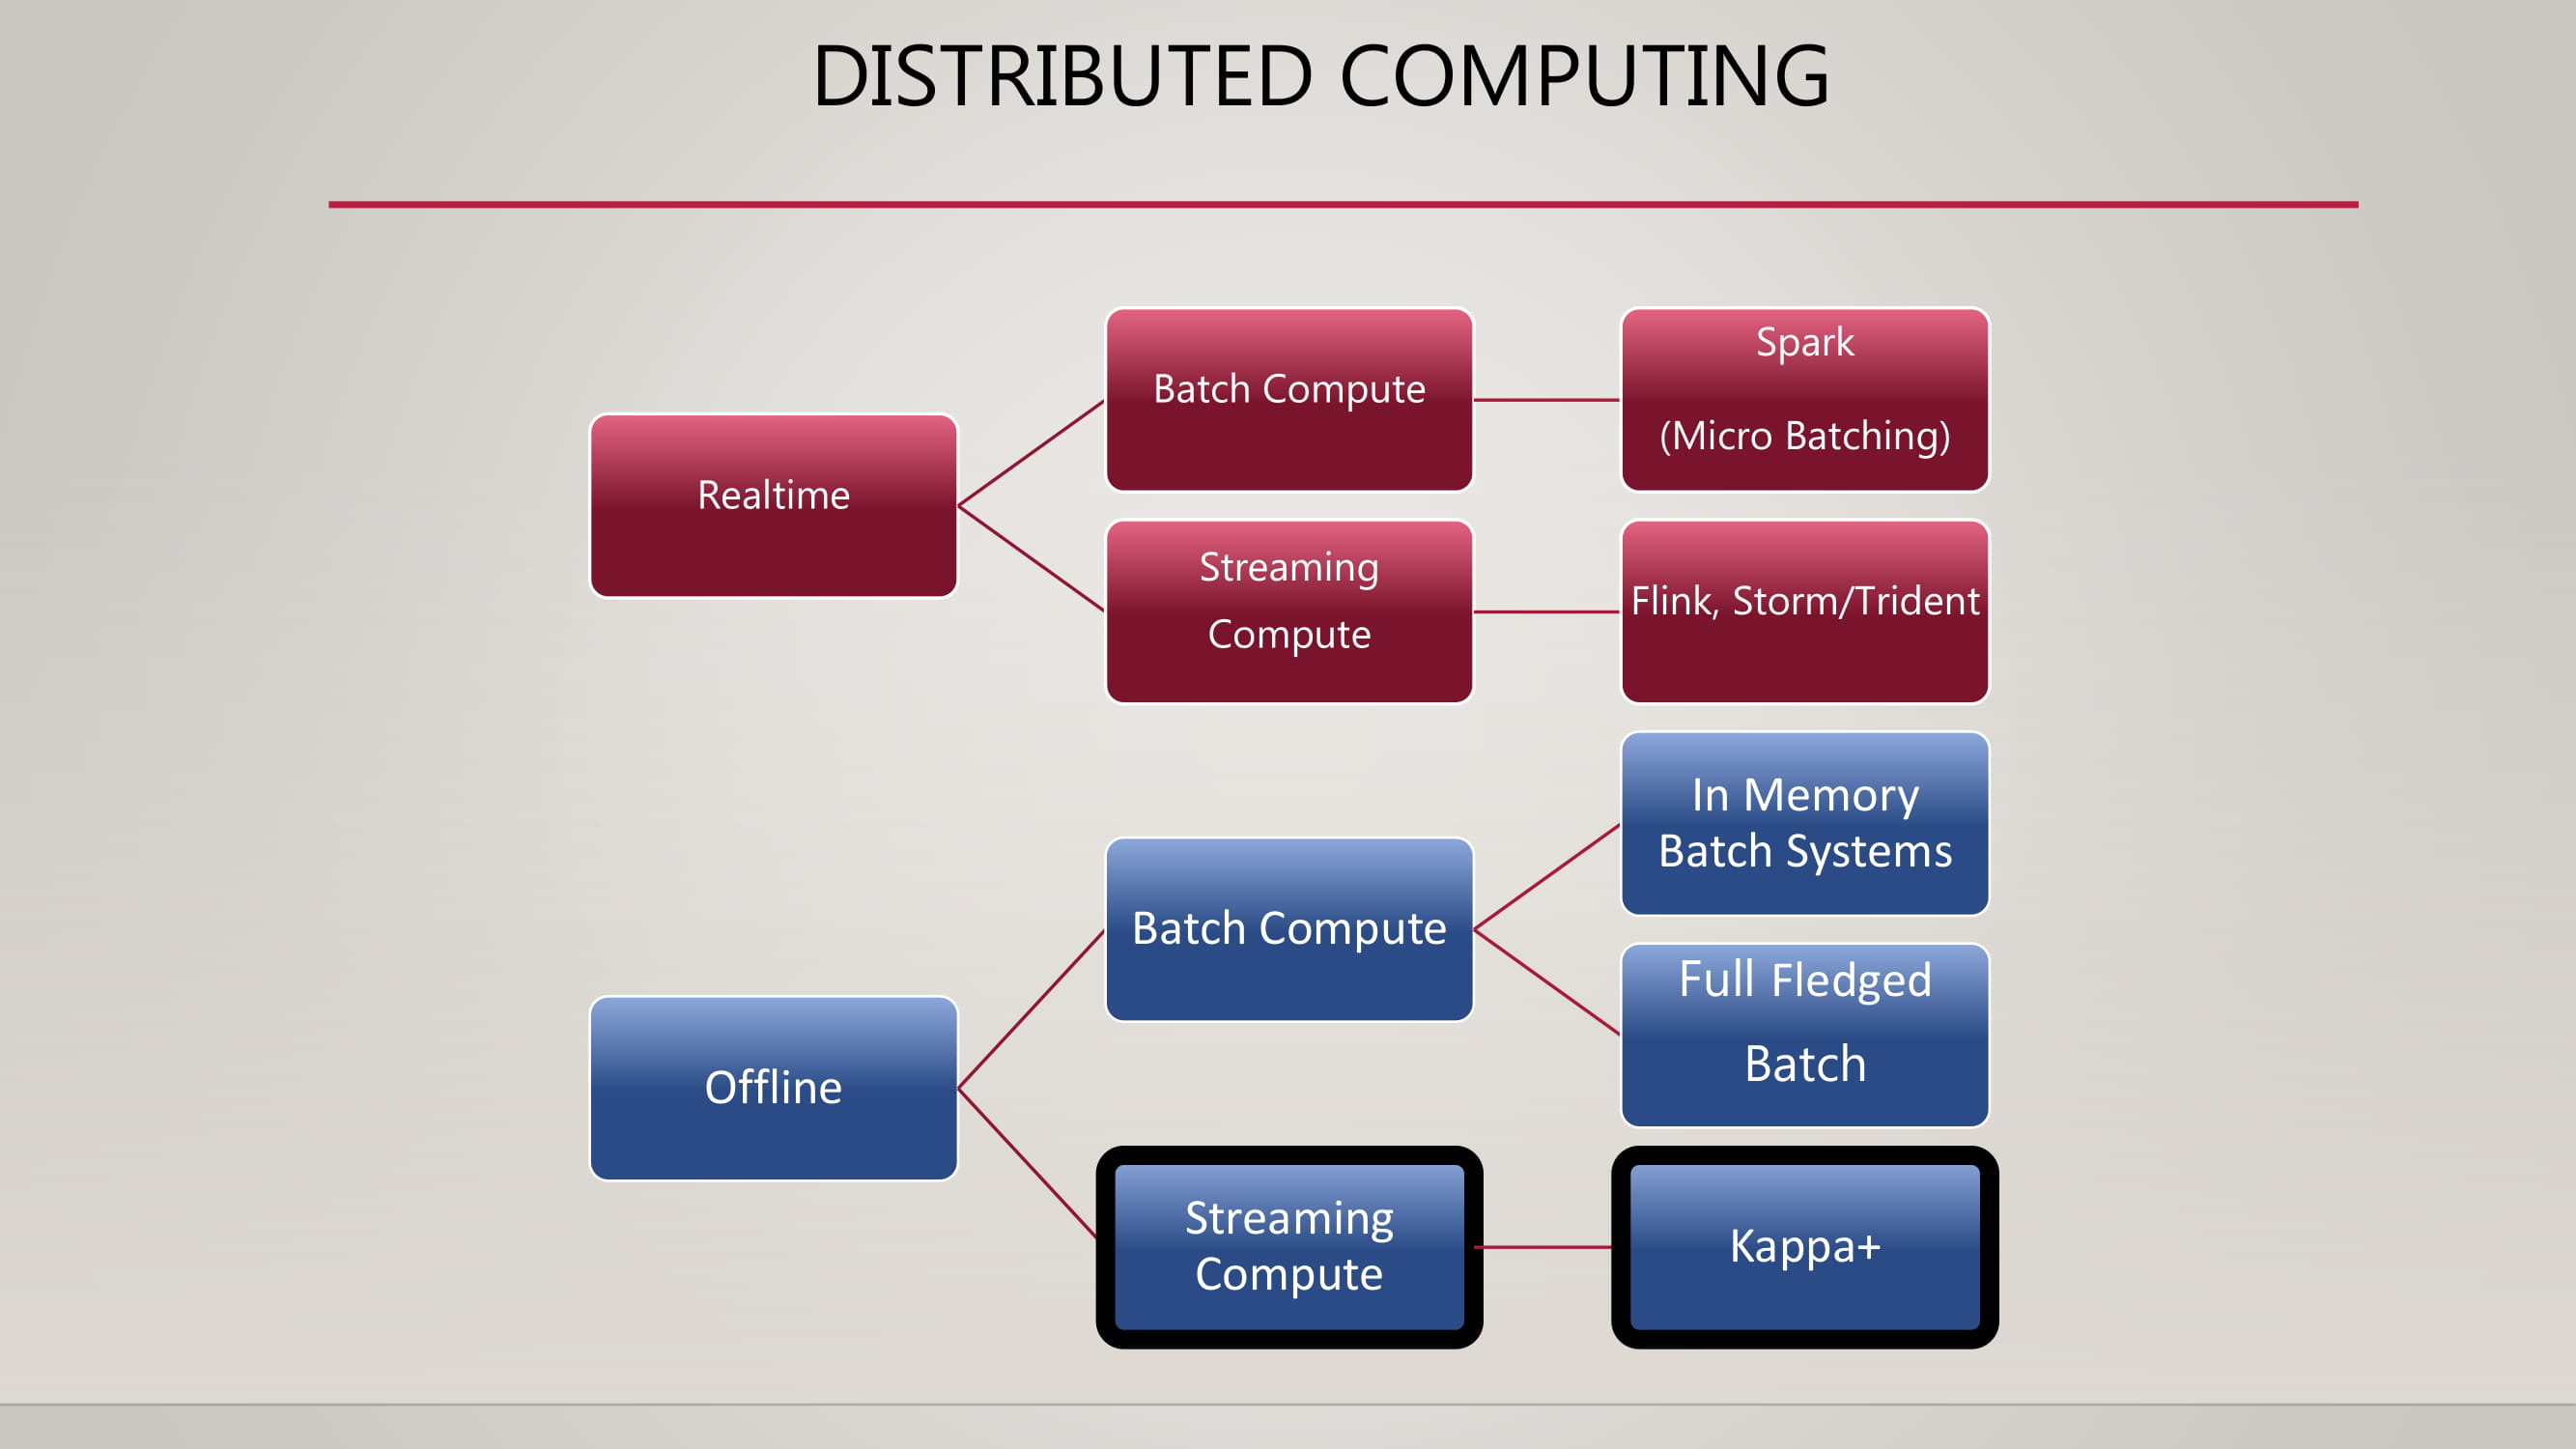 DISTRIBUTED COMPUTING
Realtime
Batch Compute
Spark
(Micro Batching)
Streaming
Compute
Flink, Storm/Trident
Offline
Batch Compute
In Memory
Batch Systems
Full Fledged
Batch
Streaming
Compute
Kappa+